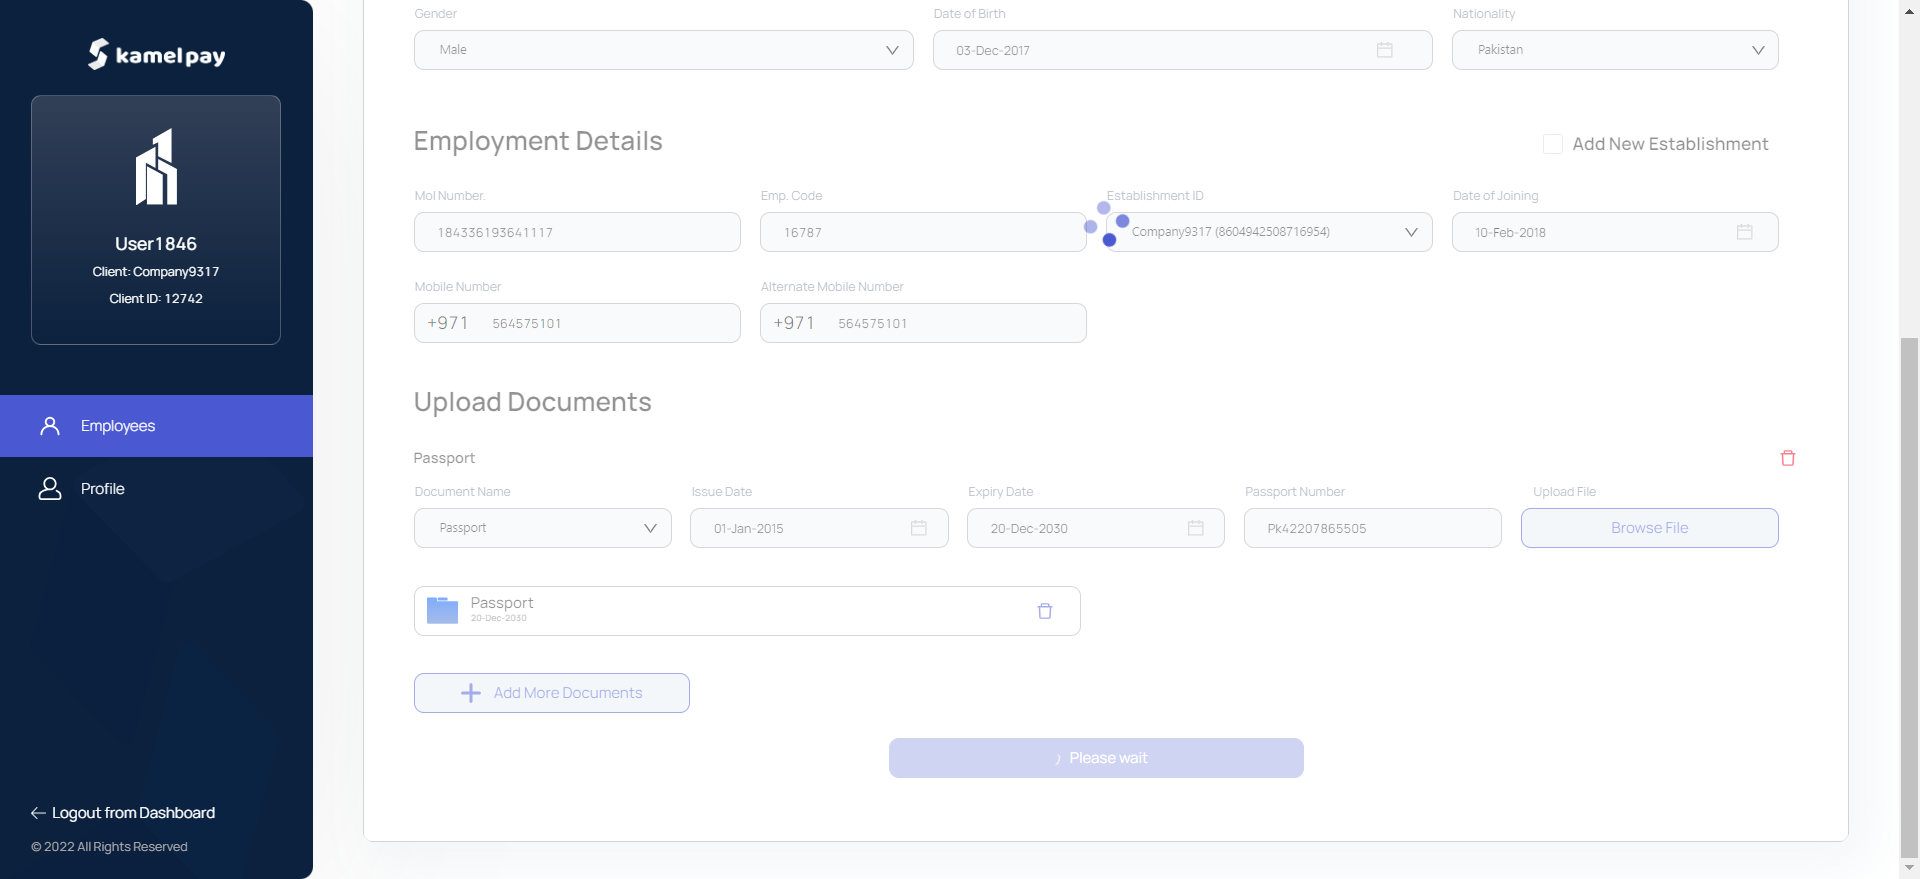 kamelpay
User1846
Client: Company9317
Client ID: 12742
Employees
Profile
Logout from Dashboard
© 2022 All Rights Reserved
Gender
Date of Birth
Nationality
Male
03-Dec-2017
Pakistan
Employment Details
Add New Establishment
Mol Number.
Emp. Code
Establishment ID
Date of Joining
184336193641117
16787
Company9317 (8604942508716954)
10-Feb-2018
Mobile Number
Alternate Mobile Number
+971 564575101
+971 564575101
Upload Documents
Passport
Document Name
Issue Date
Expiry Date
Passport Number
Upload File
Passport
01-Jan-2015
20-Dec-2030
Pk42207865505
Browse File
Passport
20-Dec-2030
Add More Documents
Please wait